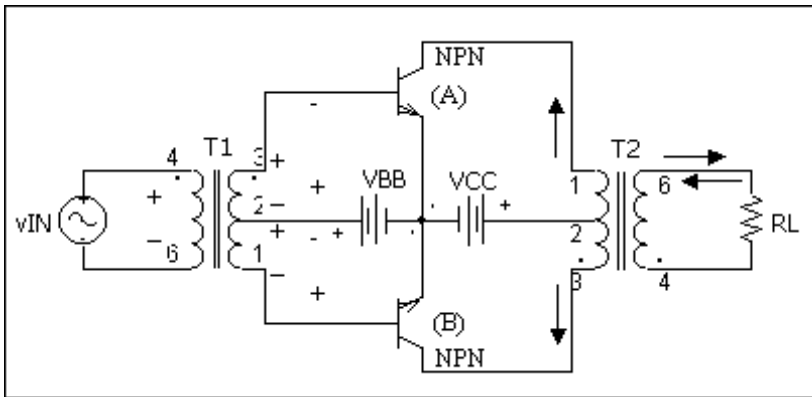 NPN
(A)
T1
T2
4
3
+
-
+
+
-
VBB
VCC
1
6
vIN
+
-
2
-
+
+
-
+
+
2
RL
6
1
-
+
3
4
(B)
NPN